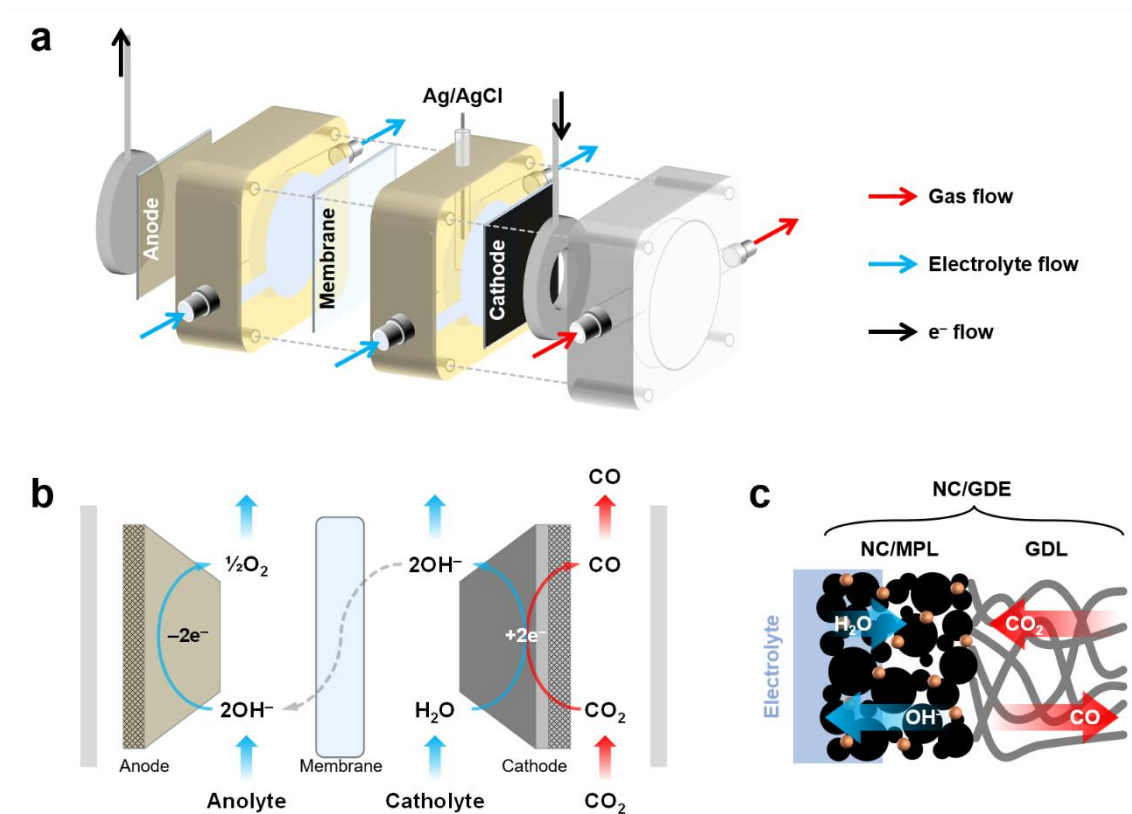 a
Ag/AgCl
Anode
Membrane
Cathode
Gas flow
Electrolyte flow
e⁻ flow
b
CO
½O₂
2OH⁻
CO
–2e⁻
+2e⁻
2OH⁻
H₂O
CO₂
Anode
Membrane
Cathode
Anolyte
Catholyte
CO₂
c
NC/GDE
NC/MPL
GDL
Electrolyte
H₂O
CO₂
OH⁻
CO